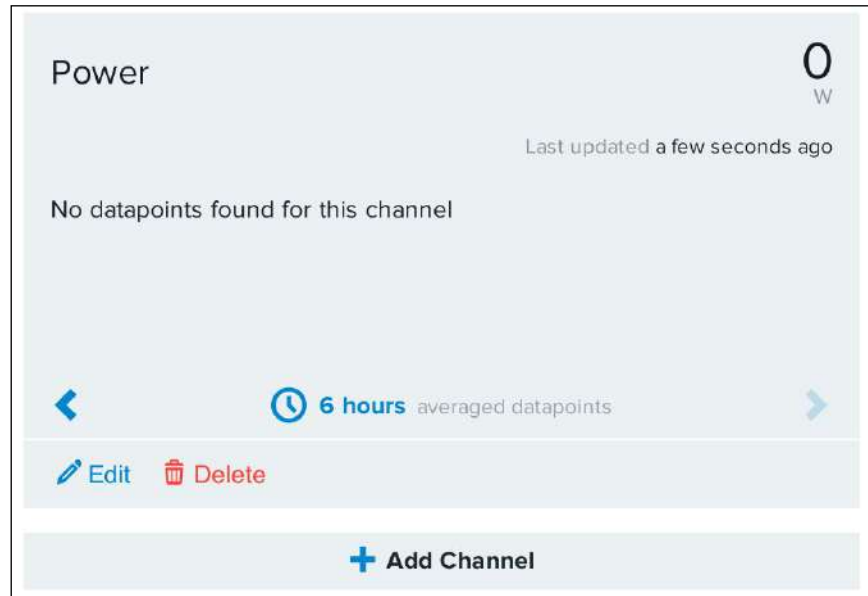 Power
0
W
Last updated a few seconds ago
No datapoints found for this channel
6 hours averaged datapoints
Edit Delete
Add Channel